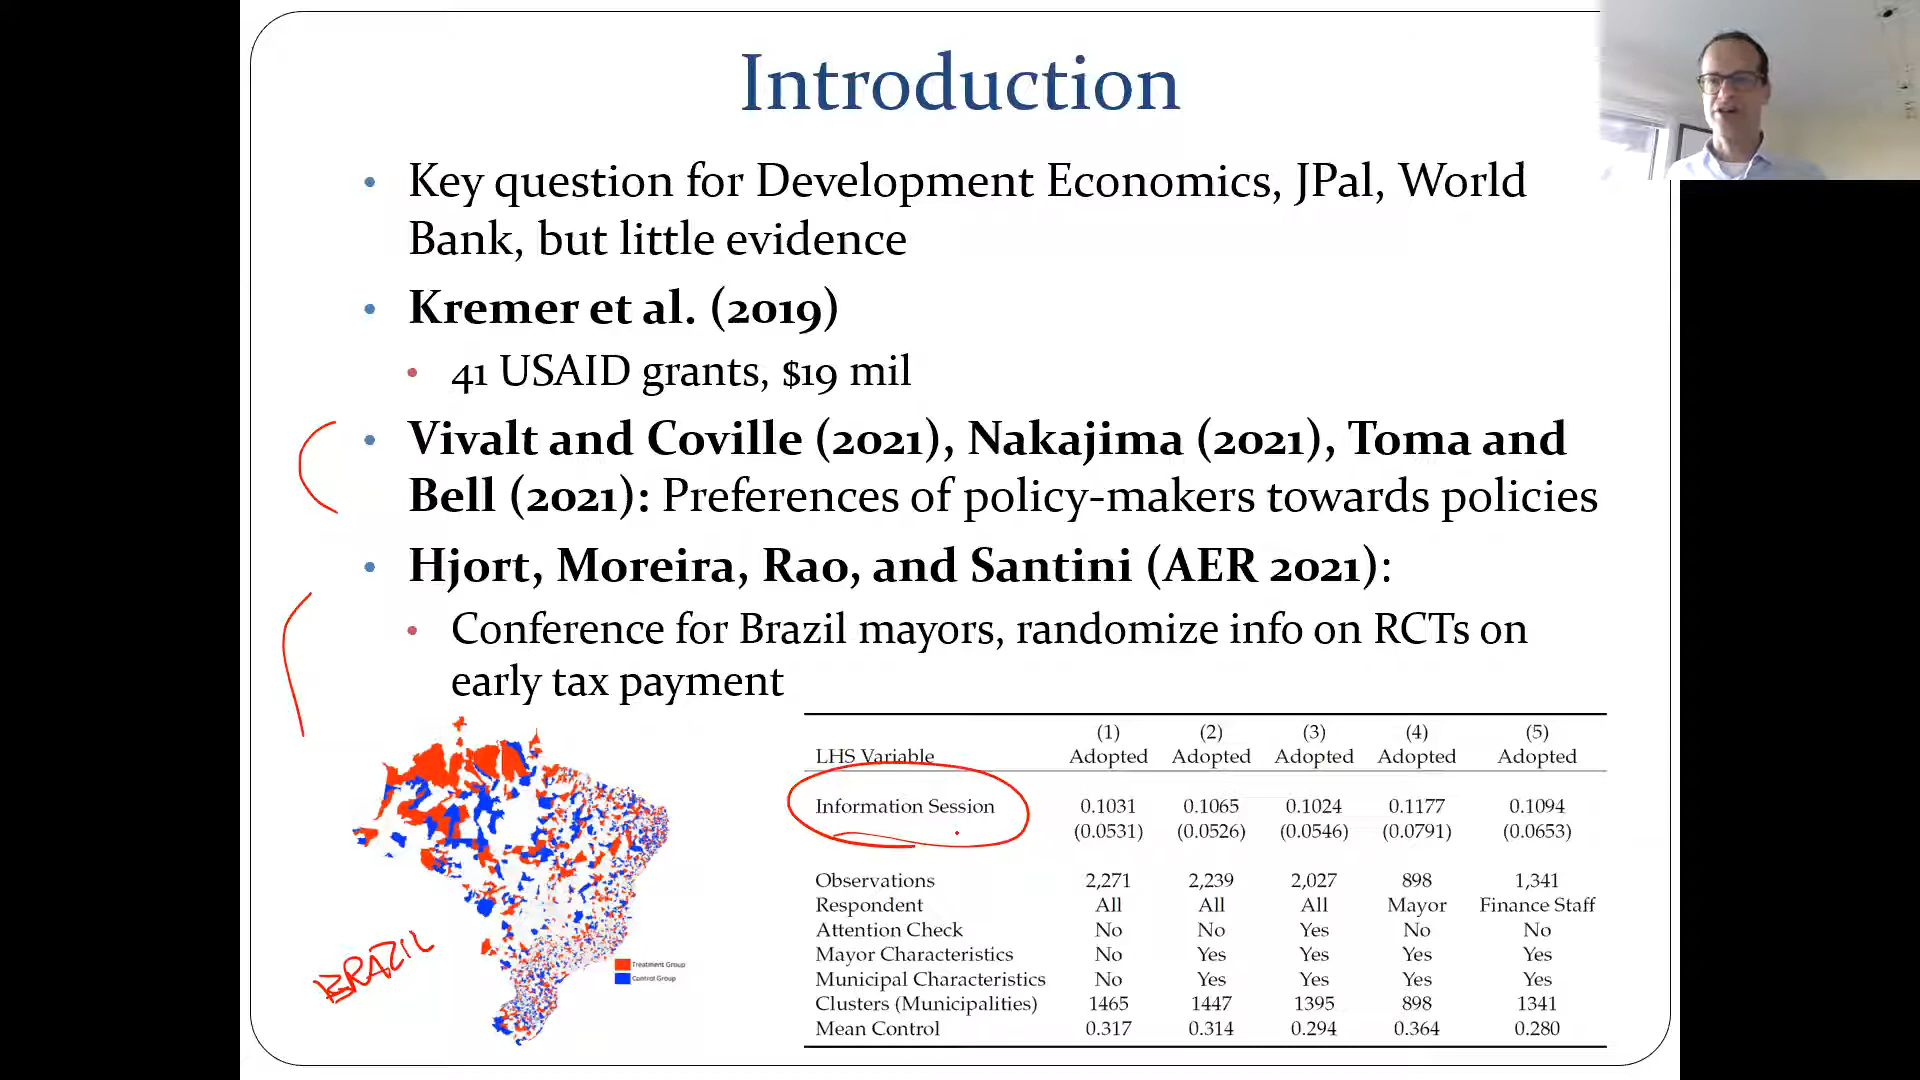 Introduction
• Key question for Development Economics, JPal, World
Bank, but little evidence
• Kremer et al. (2019)
• 41 USAID grants, $19 mil
• Vivalt and Coville (2021), Nakajima (2021), Toma and
Bell (2021): Preferences of policy-makers towards policies
• Hjort, Moreira, Rao, and Santini (AER 2021):
• Conference for Brazil mayors, randomize info on RCTs on
early tax payment
BRAZIL
Treatment Group
Control Group
(1) (2) (3) (4) (5)
LHS Variable Adopted Adopted Adopted Adopted Adopted
Information Session 0.1031 0.1065 0.1024 0.1177 0.1094
(0.0531) (0.0526) (0.0546) (0.0791) (0.0653)
Observations 2,271 2,239 2,027 898 1,341
Respondent All All All Mayor Finance Staff
Attention Check No No Yes No No
Mayor Characteristics No Yes Yes Yes Yes
Municipal Characteristics No Yes Yes Yes Yes
Clusters (Municipalities) 1465 1447 1395 898 1341
Mean Control 0.317 0.314 0.294 0.364 0.280